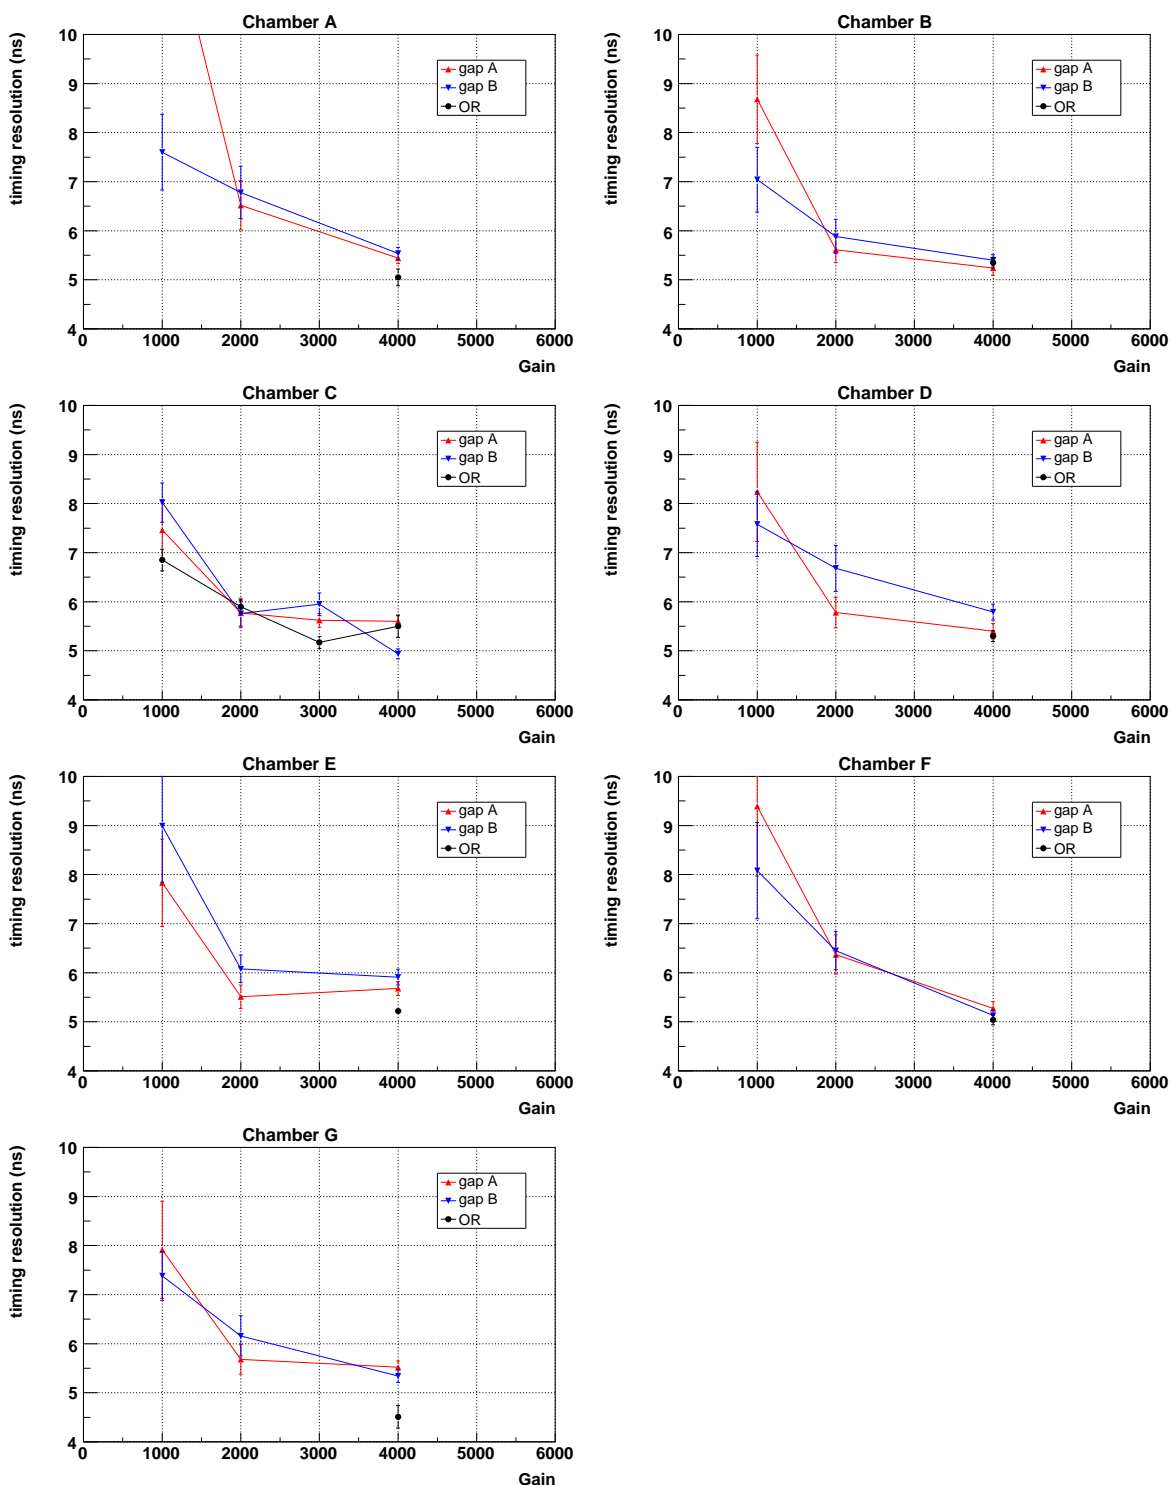 Chamber A
timing resolution (ns)
10
9
8
7
6
5
4
gap A
gap B
OR
0 1000 2000 3000 4000 5000 6000
Gain
Chamber B
timing resolution (ns)
10
9
8
7
6
5
4
gap A
gap B
OR
0 1000 2000 3000 4000 5000 6000
Gain
Chamber C
timing resolution (ns)
10
9
8
7
6
5
4
gap A
gap B
OR
0 1000 2000 3000 4000 5000 6000
Gain
Chamber D
timing resolution (ns)
10
9
8
7
6
5
4
gap A
gap B
OR
0 1000 2000 3000 4000 5000 6000
Gain
Chamber E
timing resolution (ns)
10
9
8
7
6
5
4
gap A
gap B
OR
0 1000 2000 3000 4000 5000 6000
Gain
Chamber F
timing resolution (ns)
10
9
8
7
6
5
4
gap A
gap B
OR
0 1000 2000 3000 4000 5000 6000
Gain
Chamber G
timing resolution (ns)
10
9
8
7
6
5
4
gap A
gap B
OR
0 1000 2000 3000 4000 5000 6000
Gain